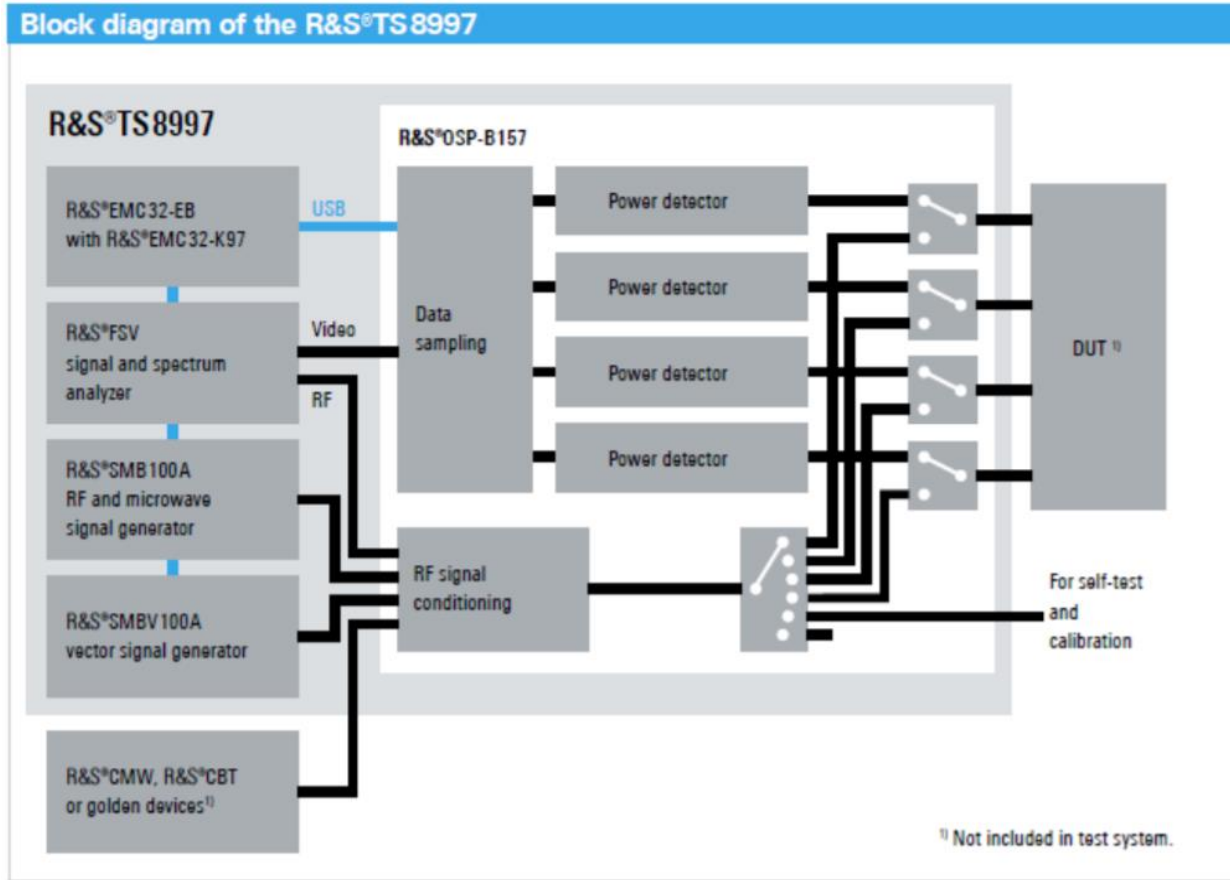 Block diagram of the R&S®TS8997
R&S®TS8997
R&S®OSP-B157
R&S®EMC32-EB
with R&S®EMC32-K97
USB
Power detector
Power detector
Power detector
Power detector
Data
sampling
R&S®FSV
signal and spectrum
analyzer
Video
RF
DUT 1)
R&S®SMB100A
RF and microwave
signal generator
R&S®SMBV100A
vector signal generator
RF signal
conditioning
For self-test
and
calibration
R&S®CMW, R&S®CBT
or golden devices1)
1) Not included in test system.